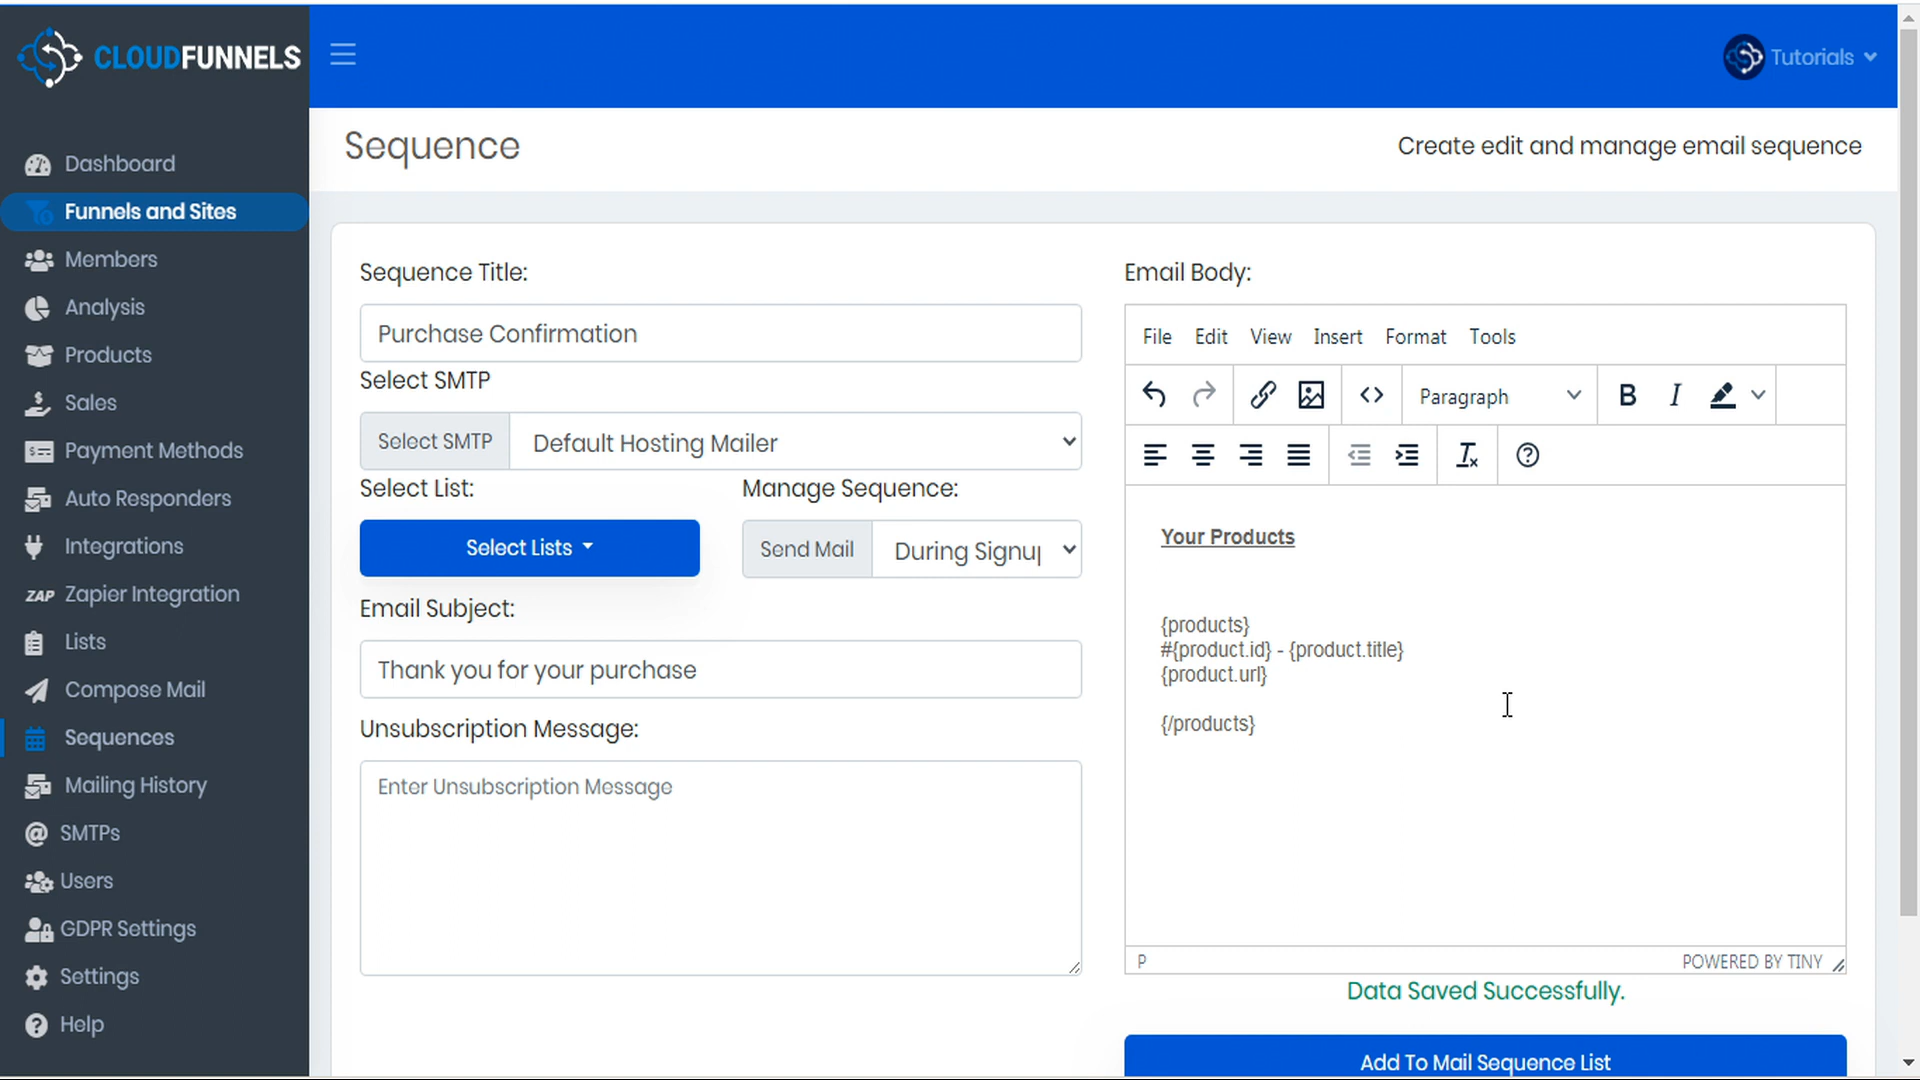 CLOUDFUNNELS
Tutorials
Dashboard
Funnels and Sites
Members
Analysis
Products
Sales
Payment Methods
Auto Responders
Integrations
ZAP Zapier Integration
Lists
Compose Mail
Sequences
Mailing History
SMTPs
Users
GDPR Settings
Settings
Help
Sequence
Create edit and manage email sequence
Sequence Title:
Purchase Confirmation
Select SMTP
Select SMTP
Default Hosting Mailer
Select List:
Manage Sequence:
Select Lists
Send Mail
During Signup
Email Subject:
Thank you for your purchase
Unsubscription Message:
Enter Unsubscription Message
Email Body:
File Edit View Insert Format Tools
Paragraph
B I
Your Products
{products}
#{product.id} - {product.title}
{product.url}
{/products}
P
POWERED BY TINY
Data Saved Successfully.
Add To Mail Sequence List